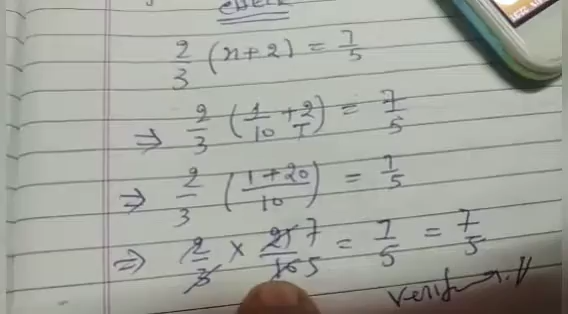 CHECK
2/3 (x+2) = 7/5
⇒ 2/3 (1/10 + 2/1) = 7/5
⇒ 2/3 (1+20/10) = 7/5
⇒ 2/3 × 21 7/10 5 = 7/5 = 7/5